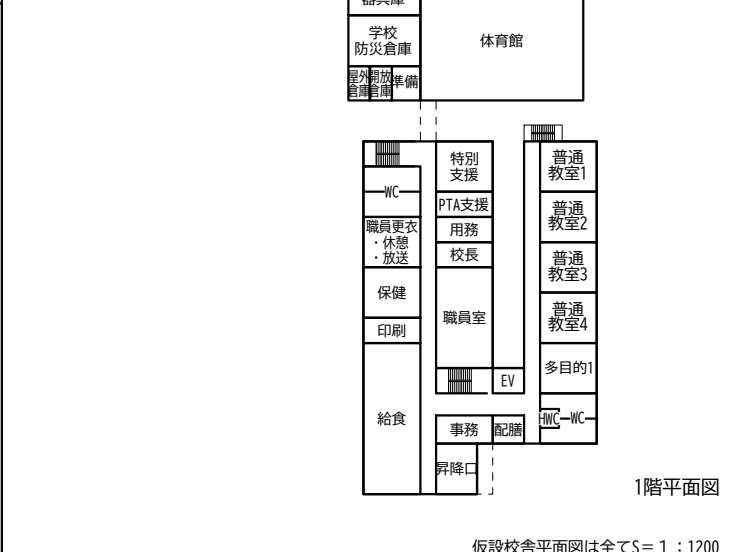 器具庫
学校
防災倉庫
体育館
屋外
倉庫
開放
倉庫
準備
特別
支援
普通
教室1
WC
PTA支援
普通
教室2
職員更衣
・休憩
・放送
用務
校長
普通
教室3
保健
職員室
普通
教室4
印刷
多目的1
EV
給食
事務
配膳
HWC
WC
昇降口
1階平面図
仮設校舎平面図は全てS=1:1200